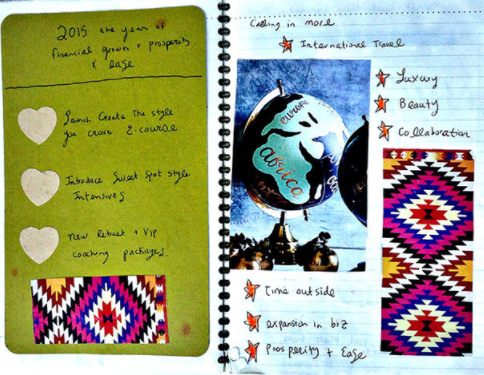 2015 the year of
financial growth + prosperity
& ease
Launch Create The style
you crave E-course
Introduce Sweet Spot style
Intensives
New Retreat + VIP
coaching packages.
Calling in more
International Travel
Luxury
Beauty
Collaboration
europe
africa
Time outside
expansion in biz
Prosperity + Ease